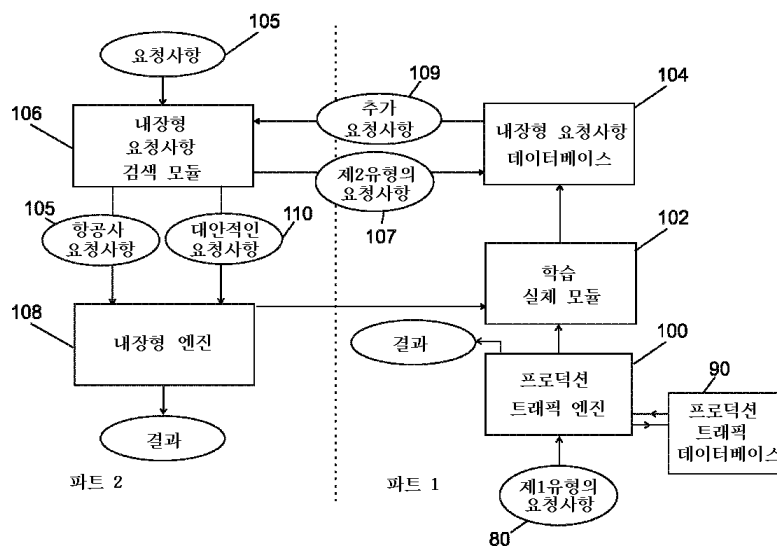 105
요청사항
109
104
106
내장형
요청사항
검색 모듈
추가
요청사항
내장형 요청사항
데이터베이스
제2유형의
요청사항
107
105
항공사
요청사항
대안적인
요청사항
110
102
학습
실체 모듈
108
내장형 엔진
결과
100
프로덕션
트래픽 엔진
90
프로덕션
트래픽
데이터베이스
결과
파트 2
파트 1
제1유형의
요청사항
80